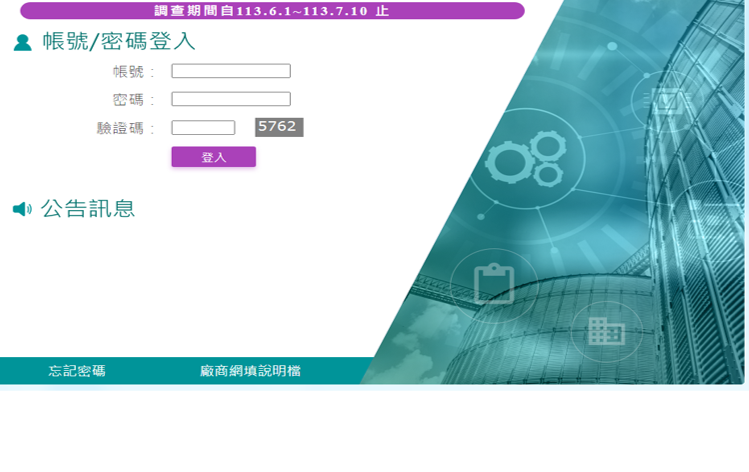 調查期間自113.6.1~113.7.10 止
帳號/密碼登入
帳號：
密碼：
驗證碼： 5762
登入
公告訊息
忘記密碼 廠商網填說明檔